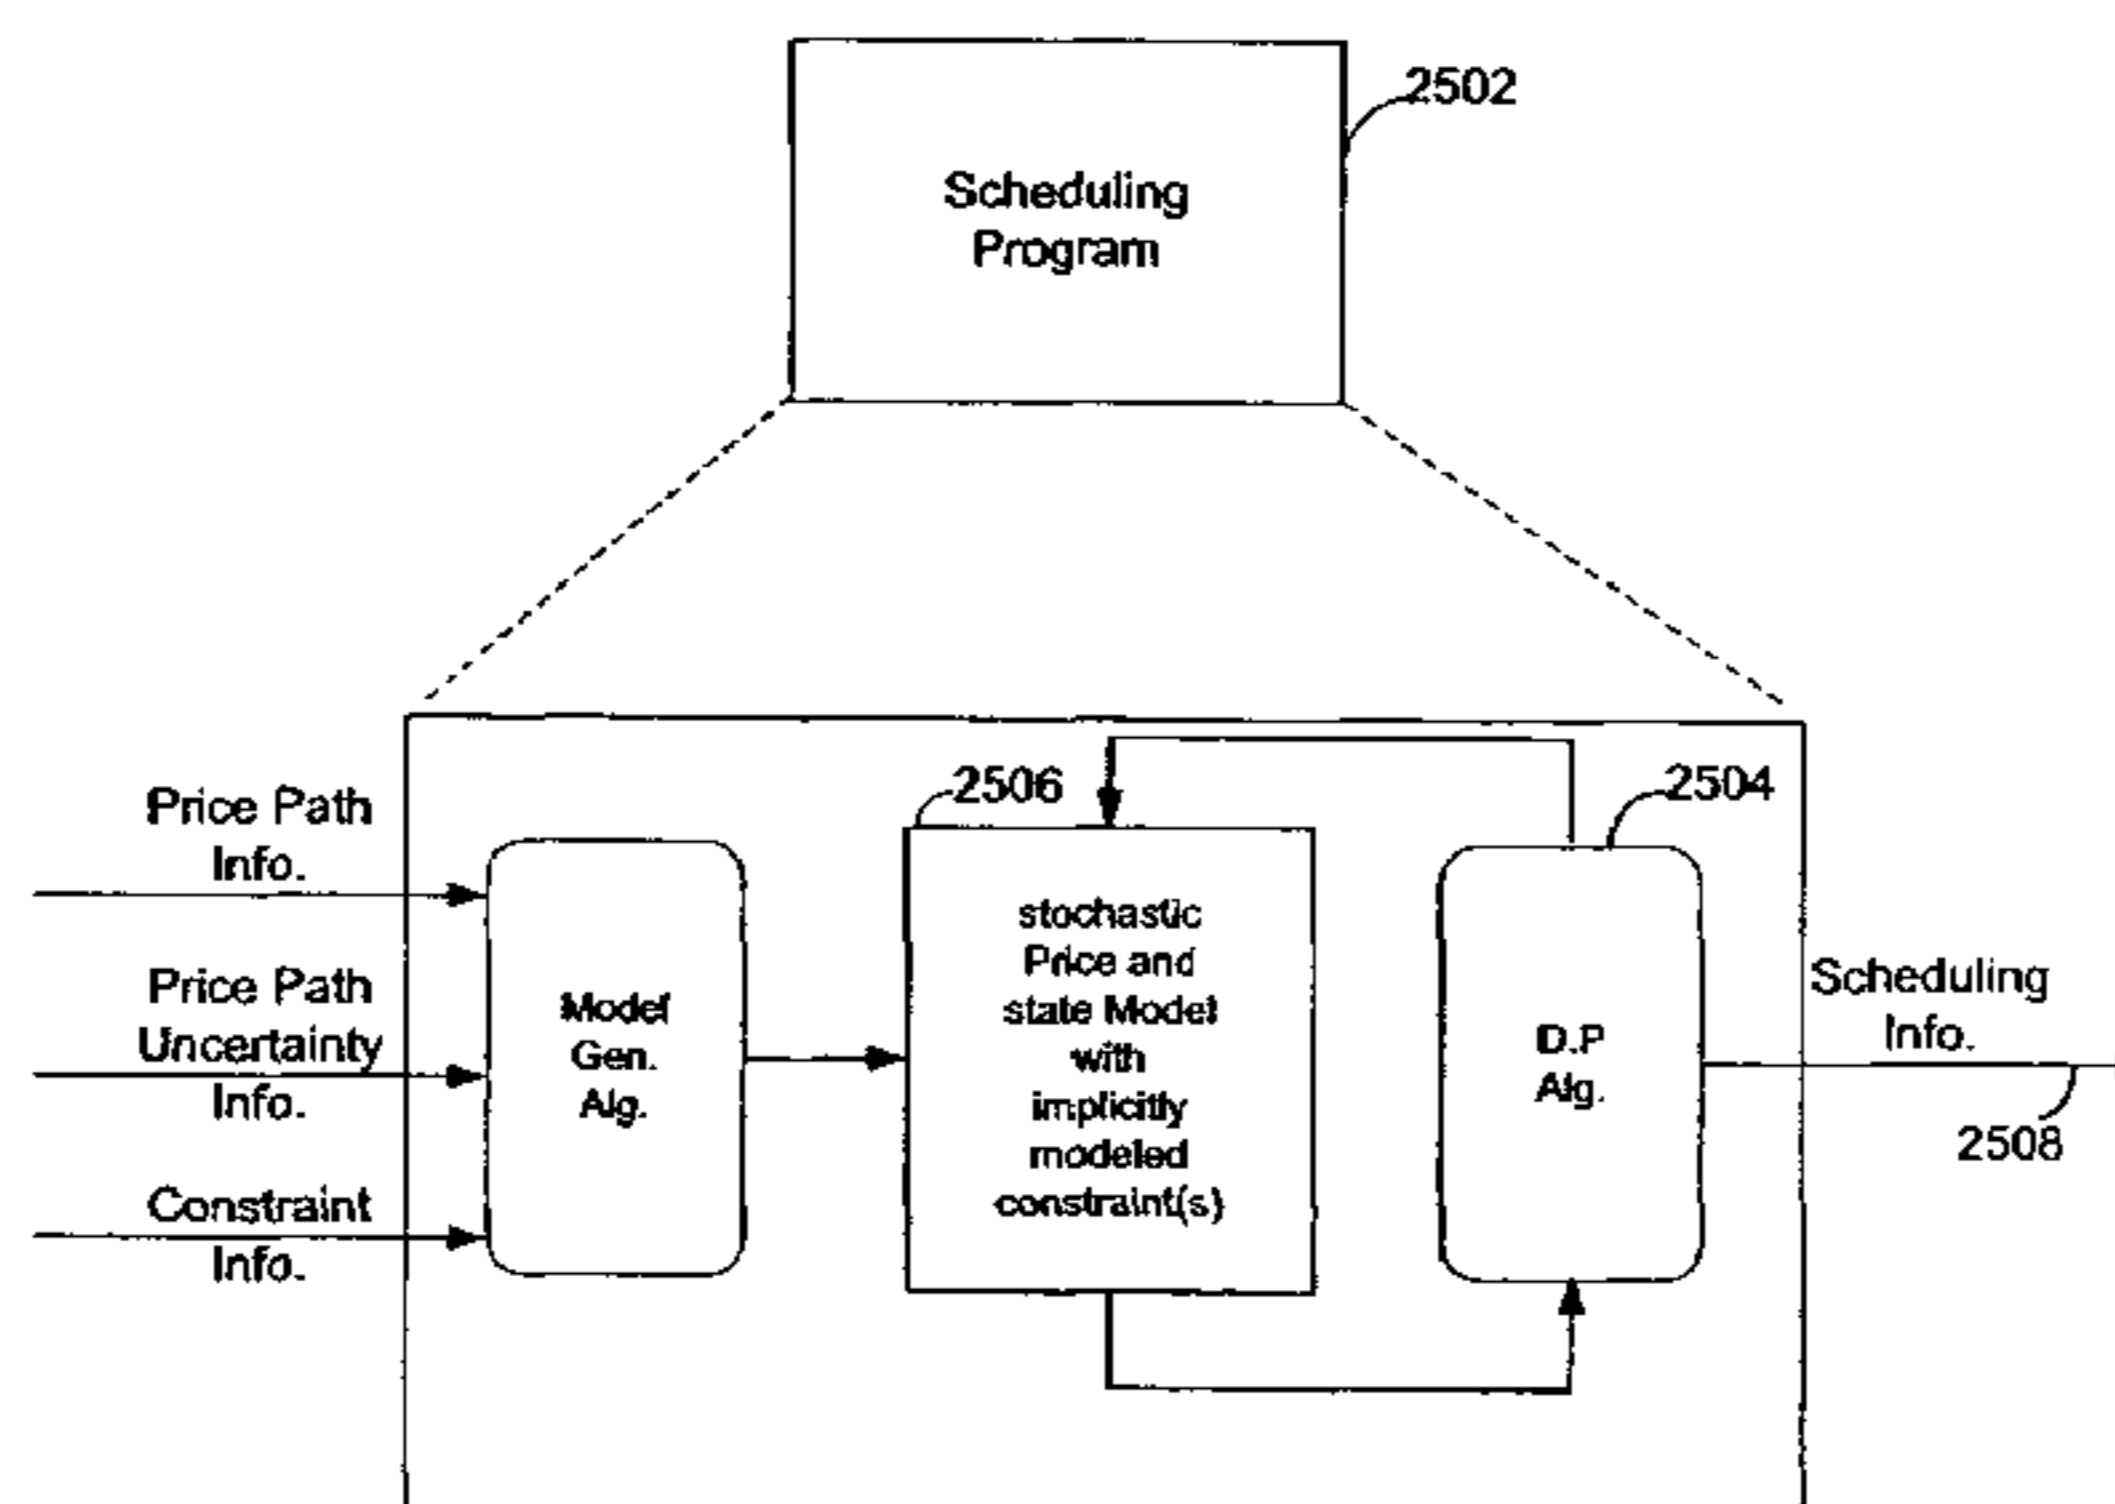 2502
Scheduling
Program
Price Path
Info.
Price Path
Uncertainty
Info.
Constraint
Info.
Model
Gen.
Alg.
2506
stochastic
Price and
state Model
with
implicitly
modeled
constraint(s)
2504
D.P
Alg.
Scheduling
Info.
2508